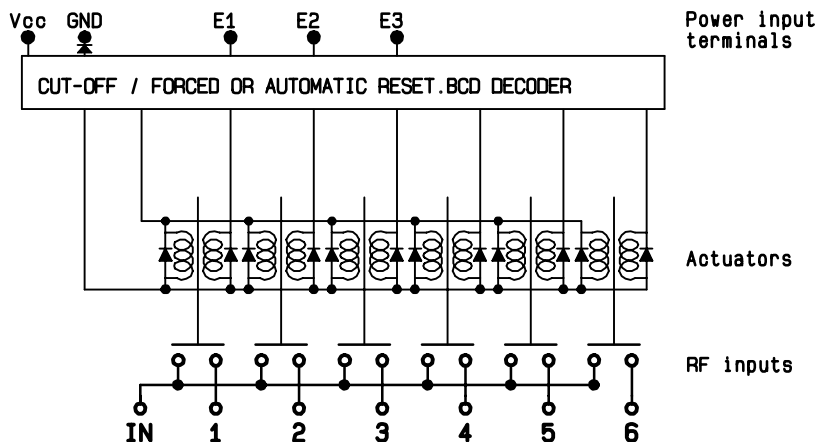 Vcc GND E1 E2 E3 Power input
terminals
CUT-OFF / FORCED OR AUTOMATIC RESET.BCD DECODER
Actuators
RF inputs
IN 1 2 3 4 5 6